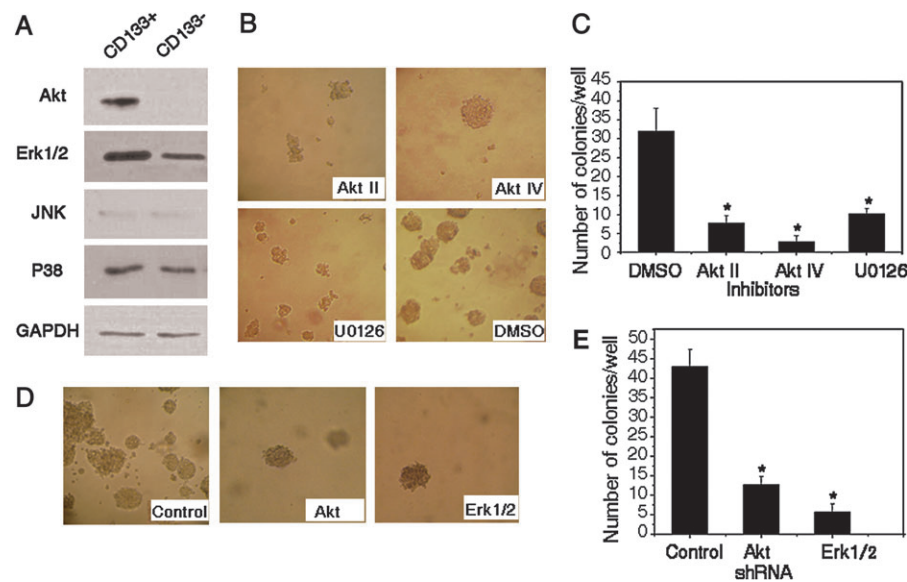 A
CD133+ CD133-
Akt
Erk1/2
JNK
P38
GAPDH
B
Akt II
Akt IV
U0126
DMSO
C
Number of colonies/well
45
40
35
30
25
20
15
10
5
0
*
*
*
DMSO Akt II Akt IV U0126
Inhibitors
D
Control
Akt
Erk1/2
E
Number of colonies/well
50
45
40
35
30
25
20
15
10
5
0
*
*
Control Akt Erk1/2
shRNA